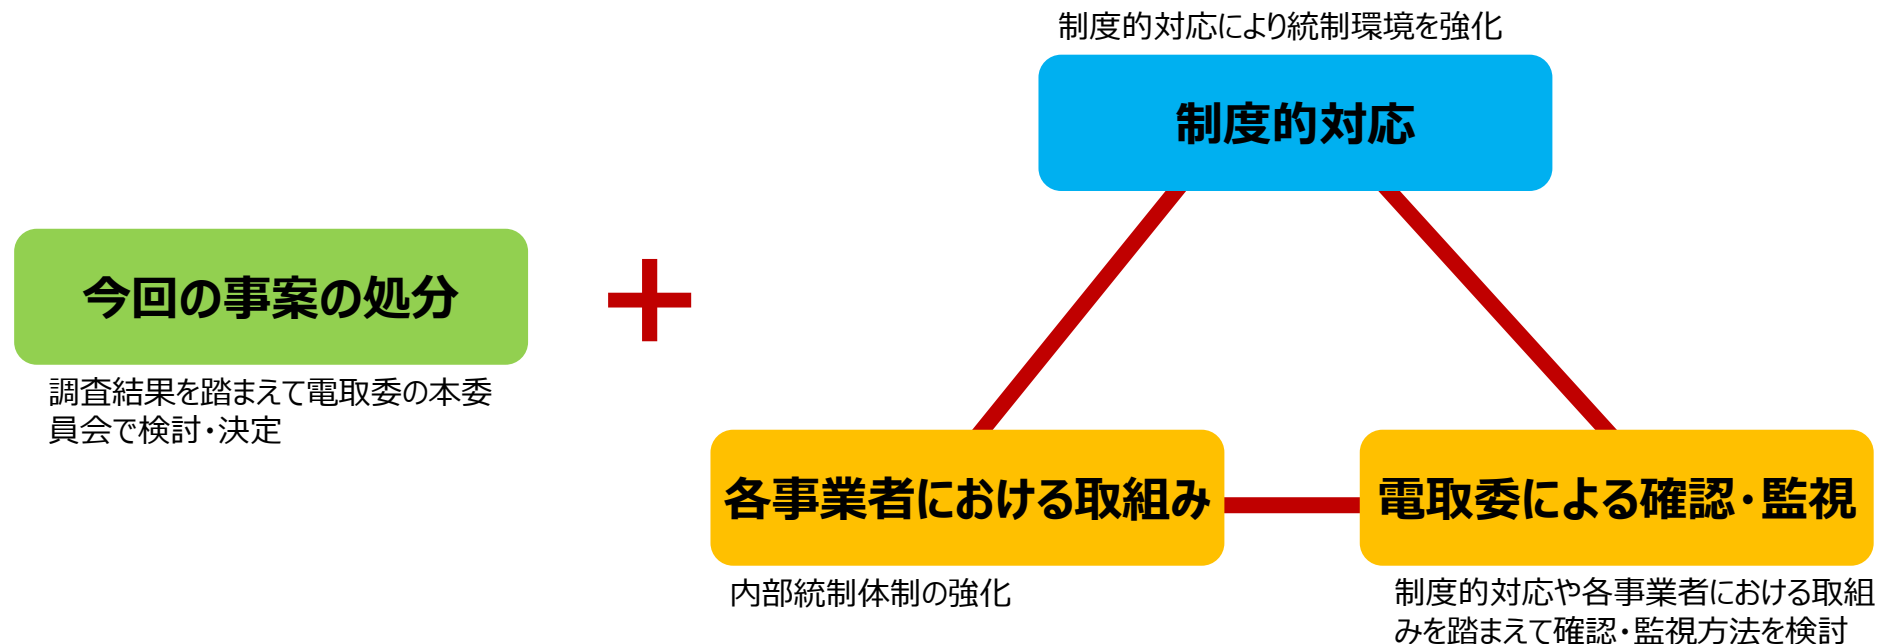 制度的対応により統制環境を強化
制度的対応
今回の事案の処分
調査結果を踏まえて電取委の本委
員会で検討・決定
各事業者における取組み
内部統制体制の強化
電取委による確認・監視
制度的対応や各事業者における取組
みを踏まえて確認・監視方法を検討